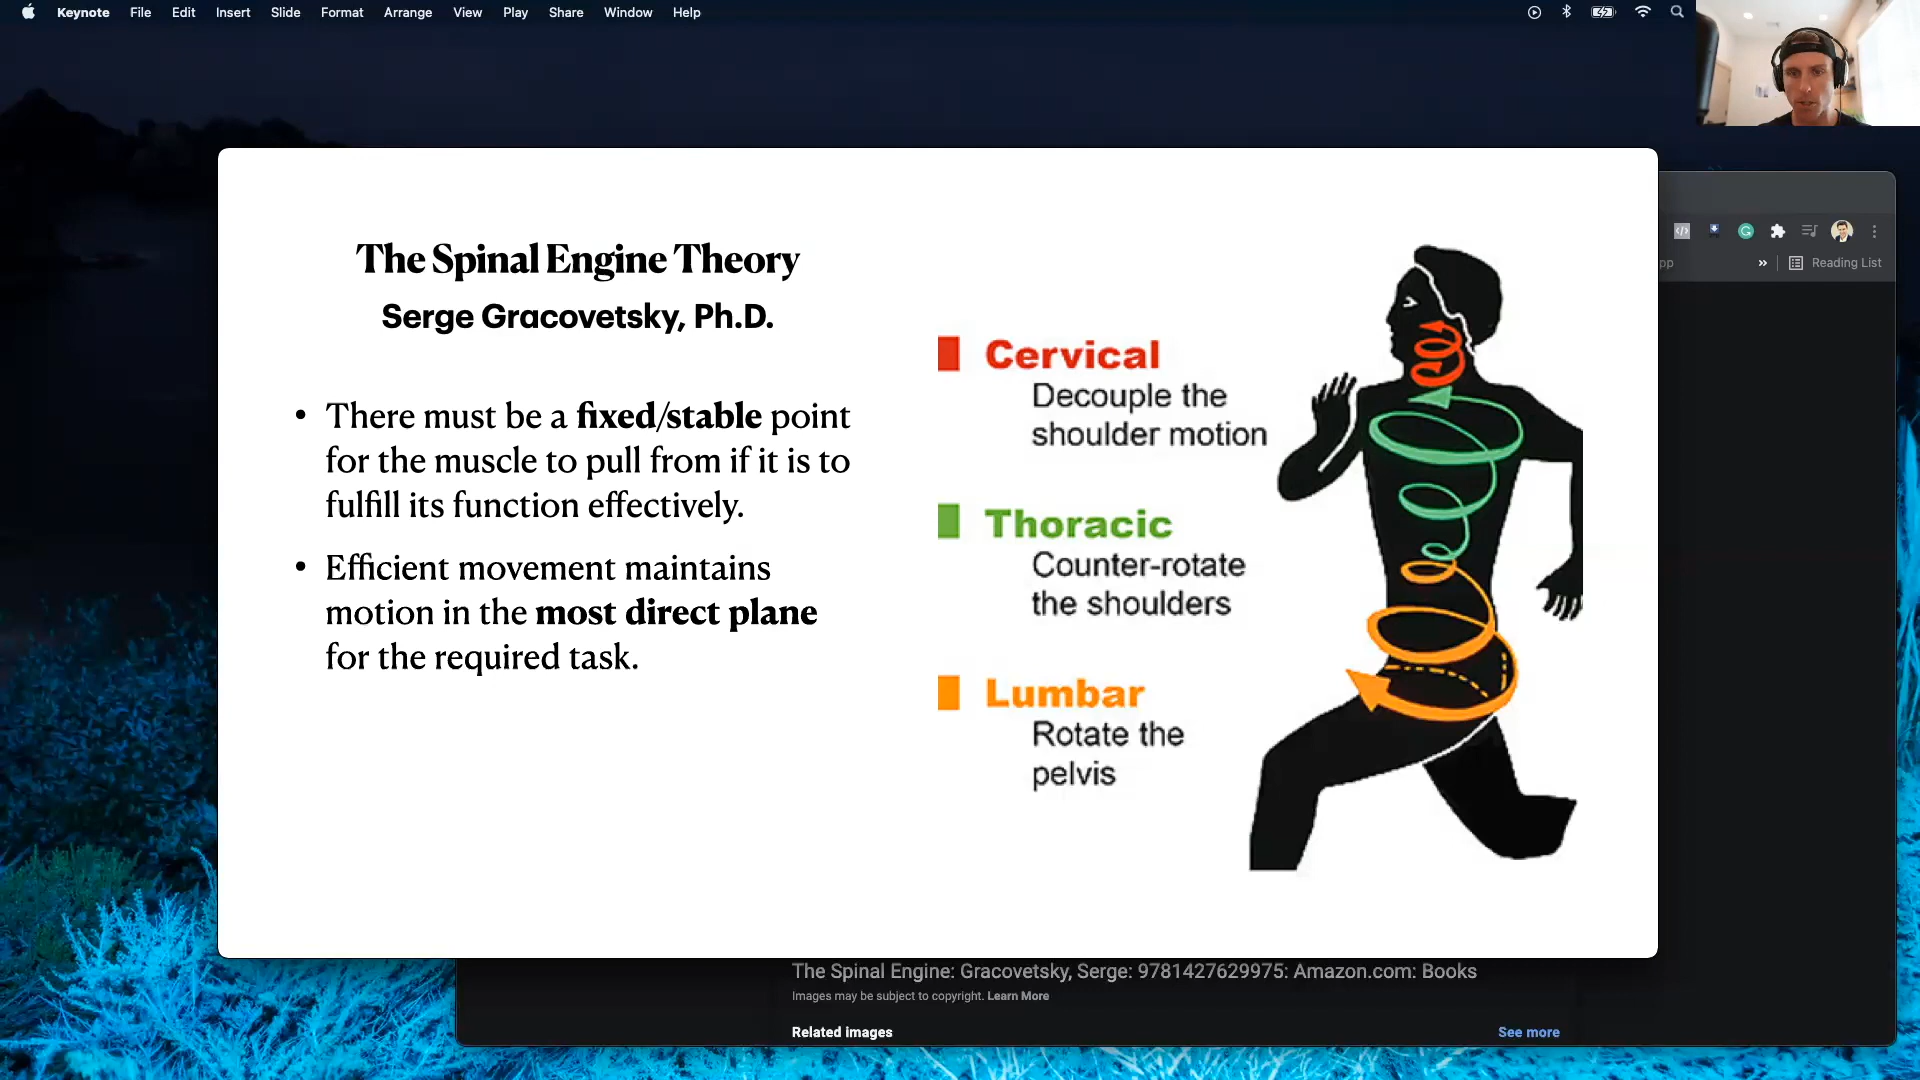 Keynote File Edit Insert Slide Format Arrange View Play Share Window Help
The Spinal Engine Theory
Serge Gracovetsky, Ph.D.
• There must be a fixed/stable point
for the muscle to pull from if it is to
fulfill its function effectively.
• Efficient movement maintains
motion in the most direct plane
for the required task.
Cervical
Decouple the
shoulder motion
Thoracic
Counter-rotate
the shoulders
Lumbar
Rotate the
pelvis
pp » Reading List
The Spinal Engine: Gracovetsky, Serge: 9781427629975: Amazon.com: Books
Images may be subject to copyright. Learn More
Related images See more